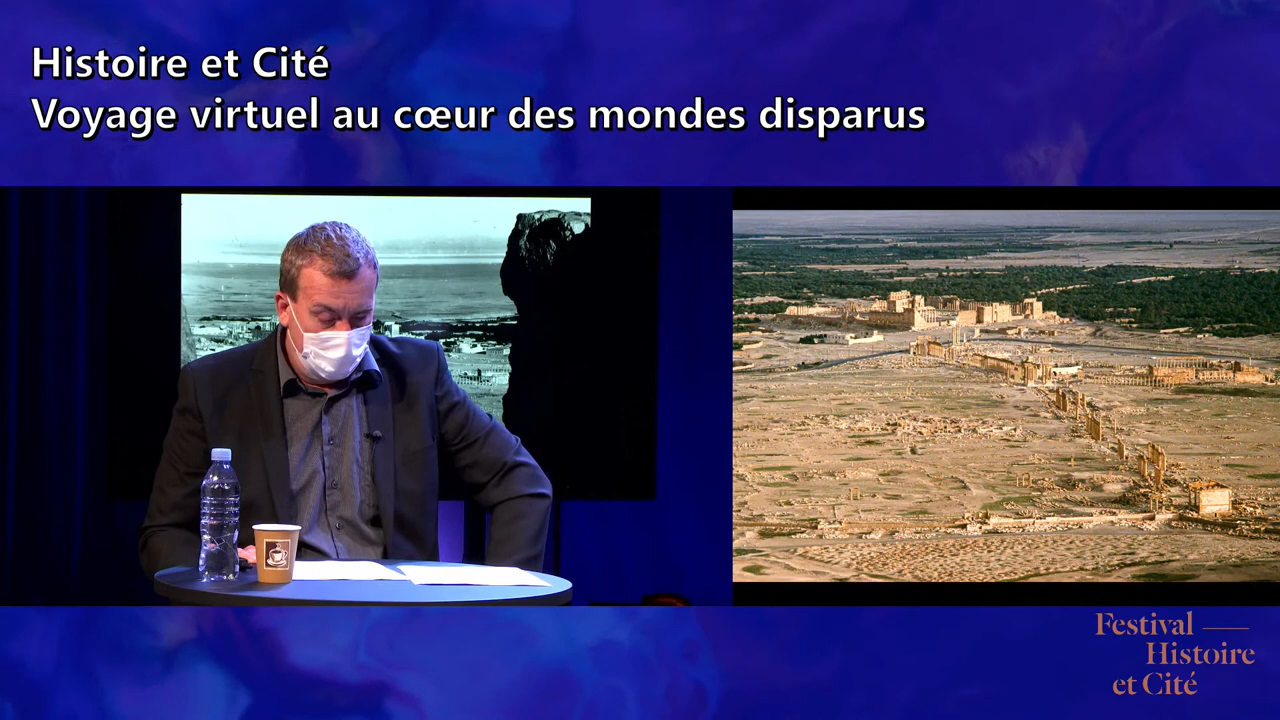 Histoire et Cité
Voyage virtuel au cœur des mondes disparus
Festival
Histoire
et Cité